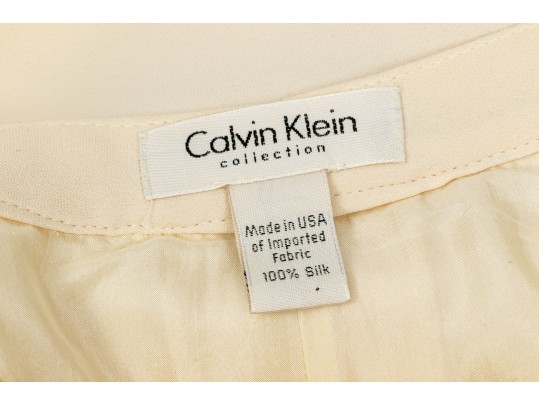 Calvin Klein
collection
Made in USA
of Imported
Fabric
100% Silk